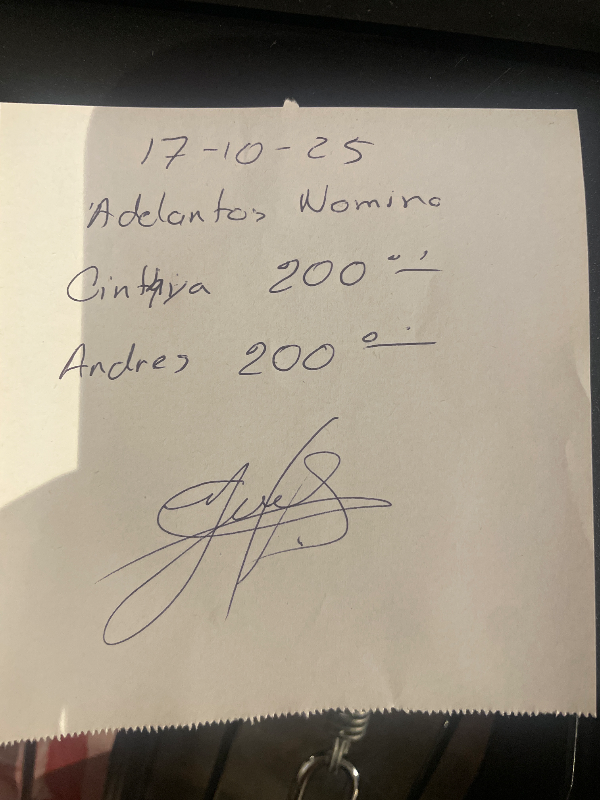 17-10-25
Adelantos Nomina
Cinthya 200
Andres 200